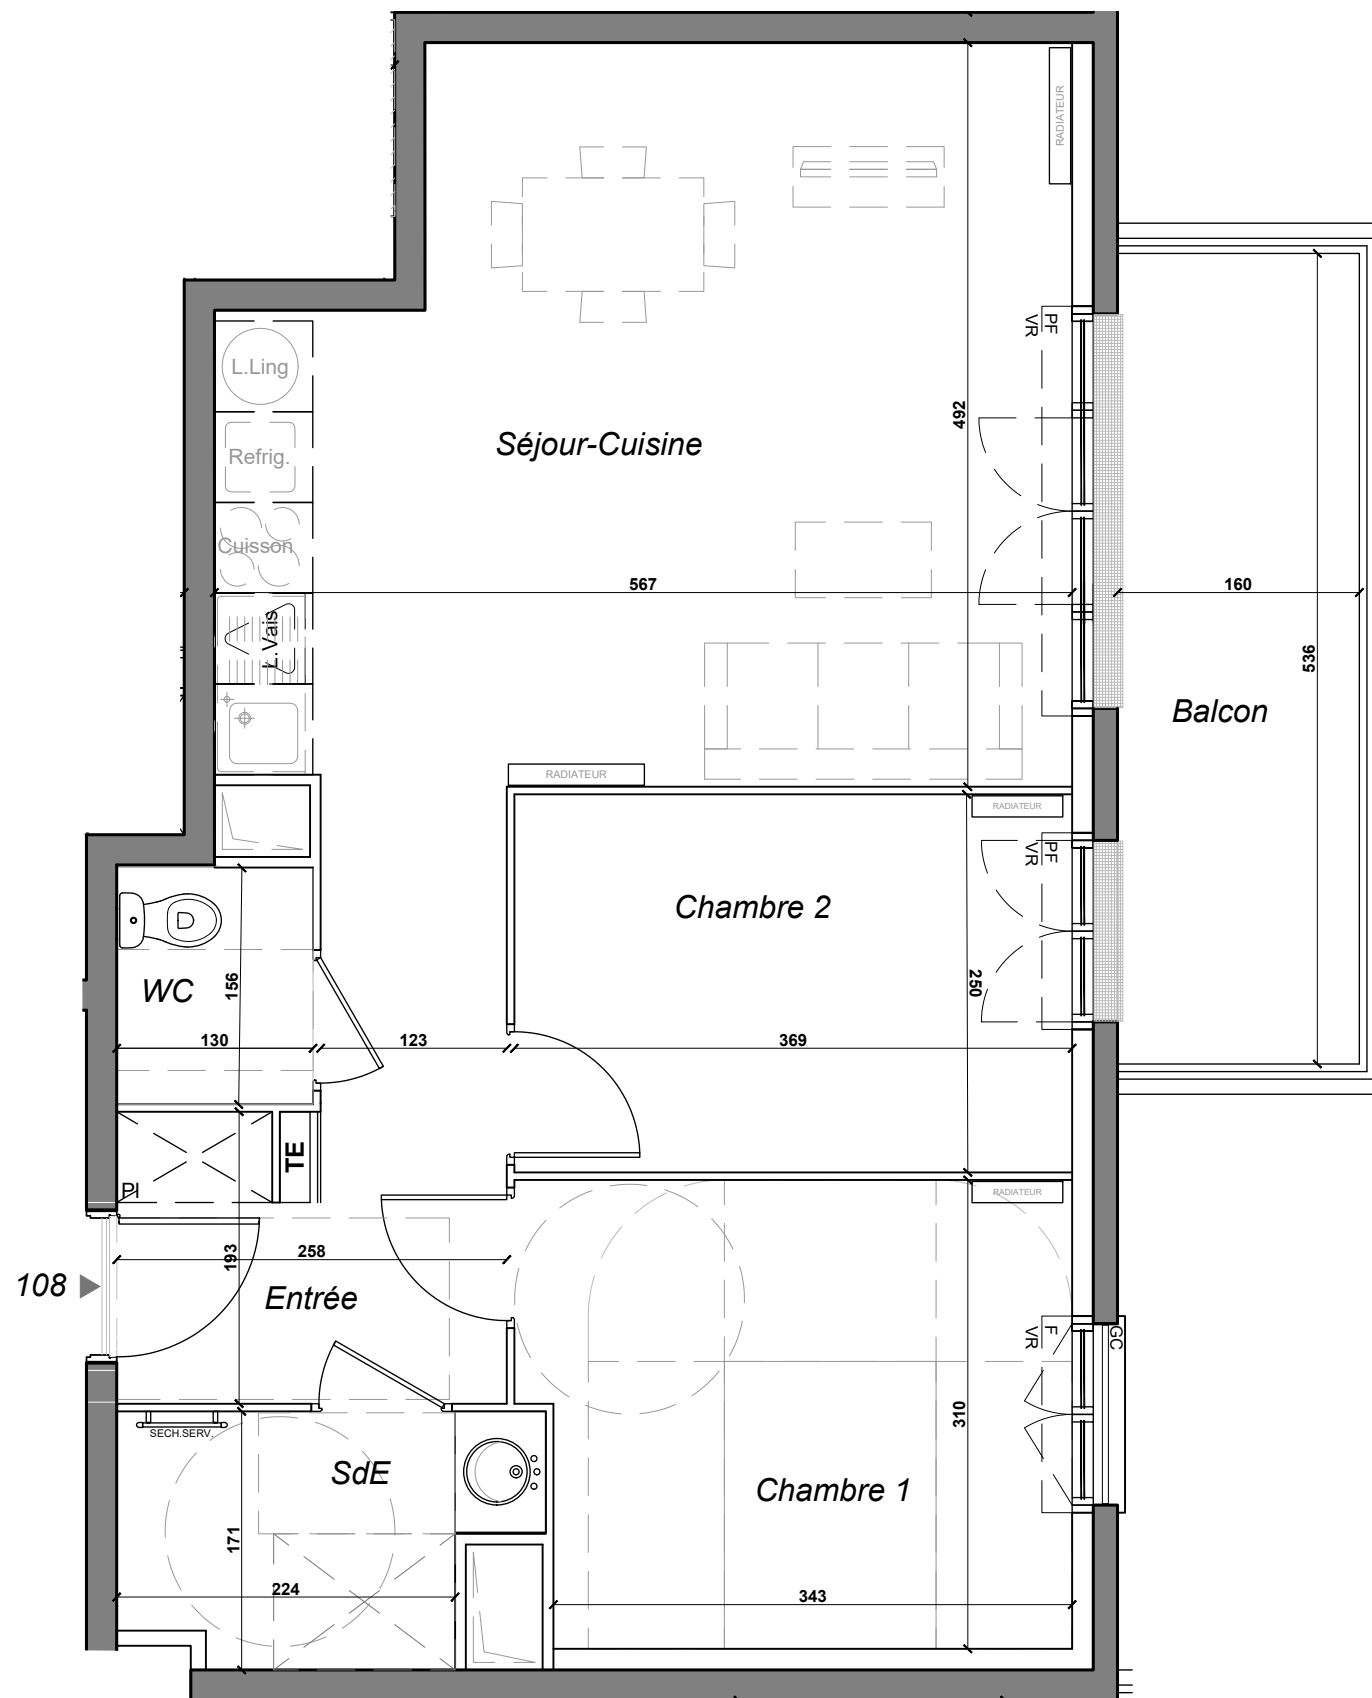 RADIATEUR
PF
VR
L.Ling
492
Séjour-Cuisine
Refrig.
Cuisson
567
160
L.Vais
536
Balcon
RADIATEUR
RADIATEUR
PF
VR
Chambre 2
WC
156
250
130
123
369
TE
PI
RADIATEUR
193
258
108
Entrée
F
VR
GC
310
SECH.SERV.
SdE
Chambre 1
171
224
343